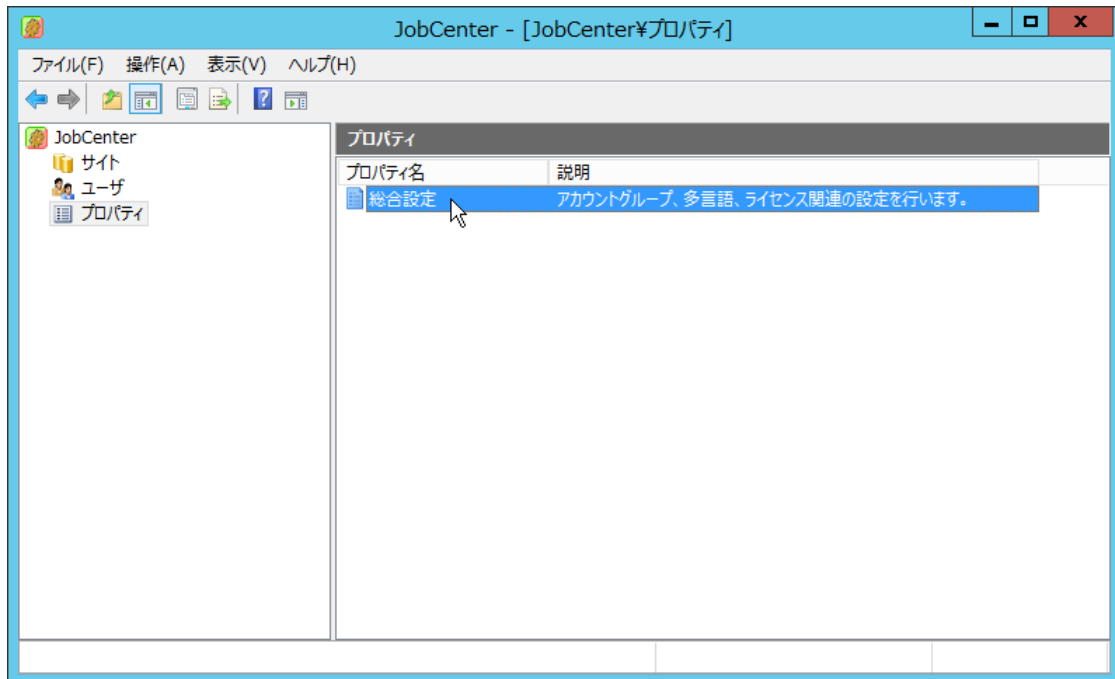 JobCenter - [JobCenter¥プロパティ]
ファイル(F) 操作(A) 表示(V) ヘルプ(H)
JobCenter
サイト
ユーザ
プロパティ
プロパティ
プロパティ名 説明
総合設定 アカウントグループ、多言語、ライセンス関連の設定を行います。